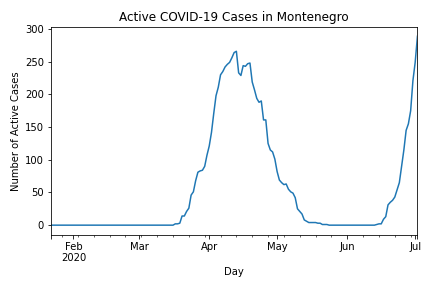 Active COVID-19 Cases in Montenegro
Number of Active Cases
300
250
200
150
100
50
0
Feb
2020
Mar
Apr
May
Jun
Jul
Day